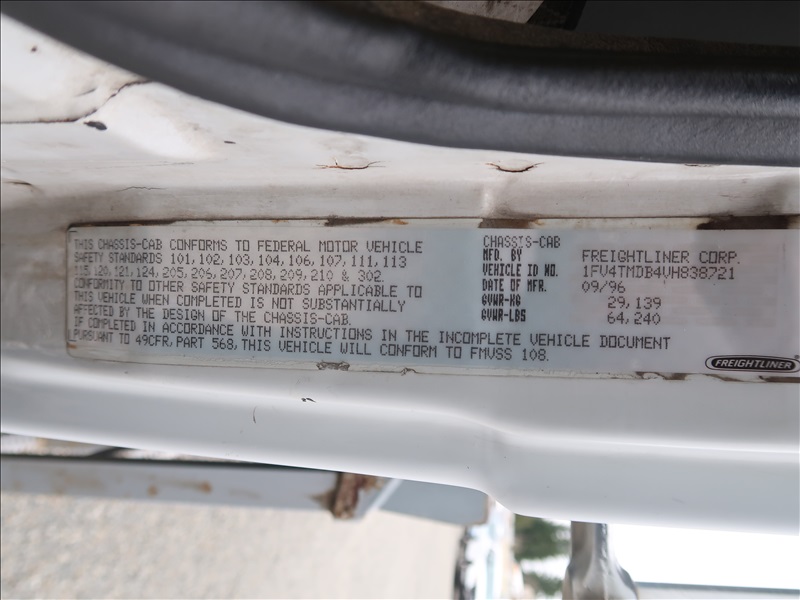 THIS CHASSIS-CAB CONFORMS TO FEDERAL MOTOR VEHICLE
SAFETY STANDARDS 101, 102, 103, 104, 106, 107, 111, 113
115, 120, 121, 124, 205, 206, 207, 208, 209, 210 & 302.
CONFORMITY TO OTHER SAFETY STANDARDS APPLICABLE TO
THIS VEHICLE WHEN COMPLETED IS NOT SUBSTANTIALLY
AFFECTED BY THE DESIGN OF THE CHASSIS-CAB.
IF COMPLETED IN ACCORDANCE WITH INSTRUCTIONS IN THE INCOMPLETE VEHICLE DOCUMENT
PURSUANT TO 49CFR, PART 568, THIS VEHICLE WILL CONFORM TO FMVSS 108.
CHASSIS-CAB
MFD. BY FREIGHTLINER CORP.
VEHICLE ID NO. 1FV4TMDB4VH838721
DATE OF MFR. 09/96
GVWR-KG 29,139
GVWR-LBS 64,240
FREIGHTLINER